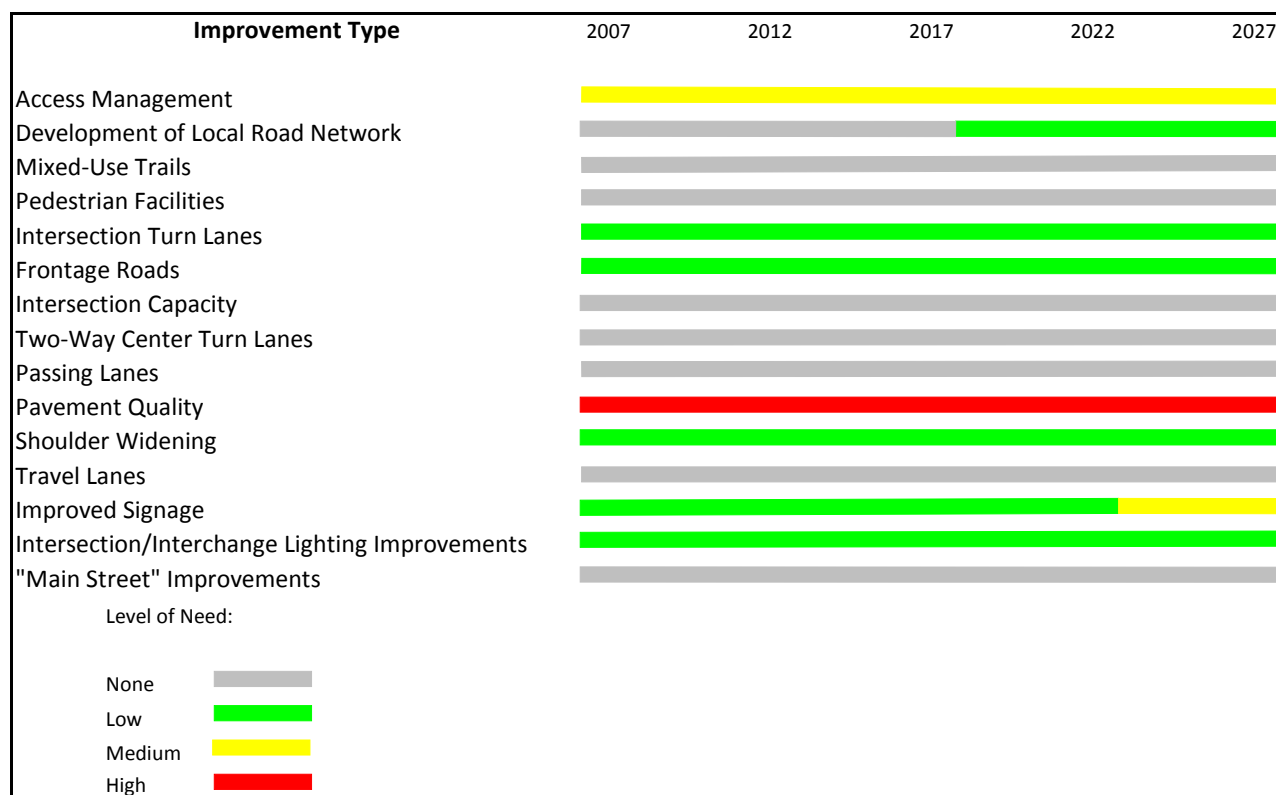 Improvement Type 2007 2012 2017 2022 2027
Access Management
Development of Local Road Network
Mixed-Use Trails
Pedestrian Facilities
Intersection Turn Lanes
Frontage Roads
Intersection Capacity
Two-Way Center Turn Lanes
Passing Lanes
Pavement Quality
Shoulder Widening
Travel Lanes
Improved Signage
Intersection/Interchange Lighting Improvements
"Main Street" Improvements
Level of Need:
None
Low
Medium
High